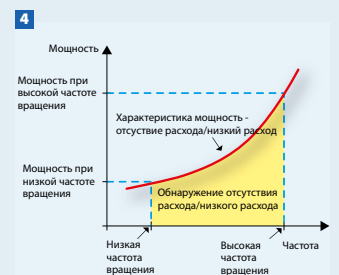 4
Мощность
Мощность при
высокой частоте
вращения
Характеристика мощность -
отсуствие расхода/низкий расход
Мощность при
низкой частоте
вращения
Обнаружение отсутствия
расхода/низкого расхода
Низкая
частота
вращения
Высокая
частота
вращения
Частота